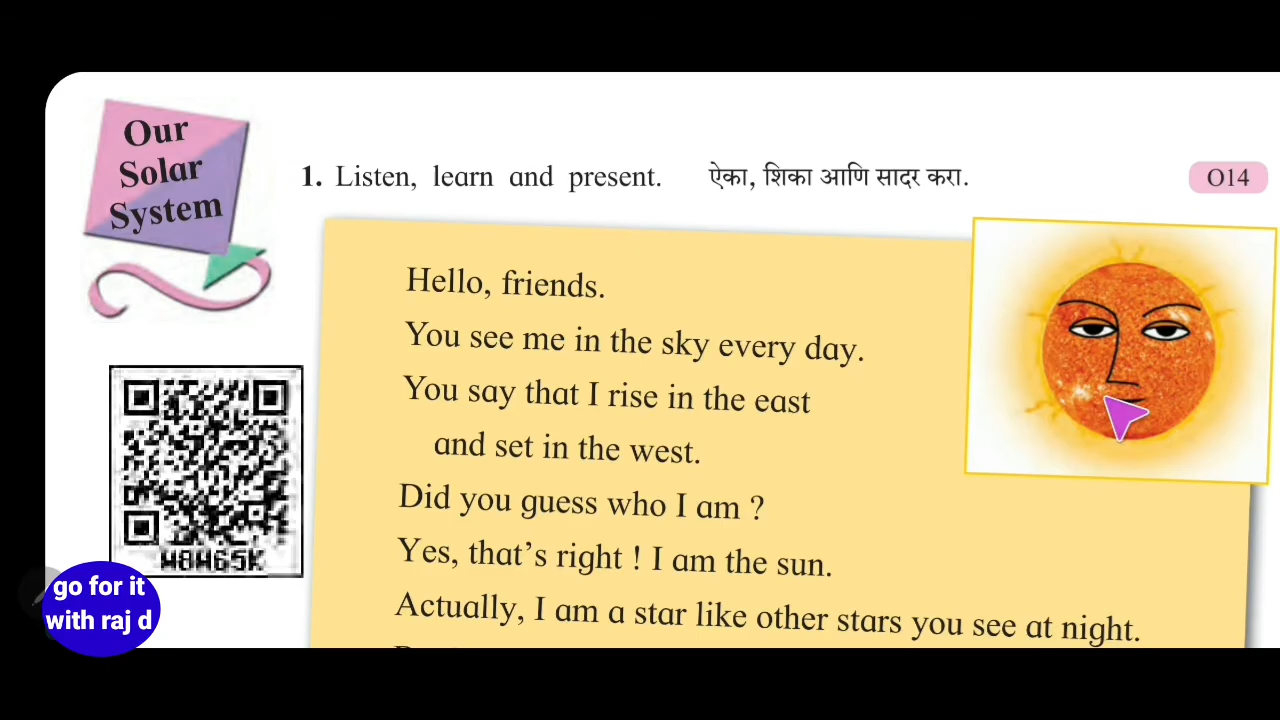 Our
Solar
System
1. Listen, learn and present. ऐका, शिका आणि सादर करा.
O14
Hello, friends.
You see me in the sky every day.
You say that I rise in the east
and set in the west.
Did you guess who I am ?
Yes, that’s right ! I am the sun.
Actually, I am a star like other stars you see at night.
W8W65K
go for it
with raj d